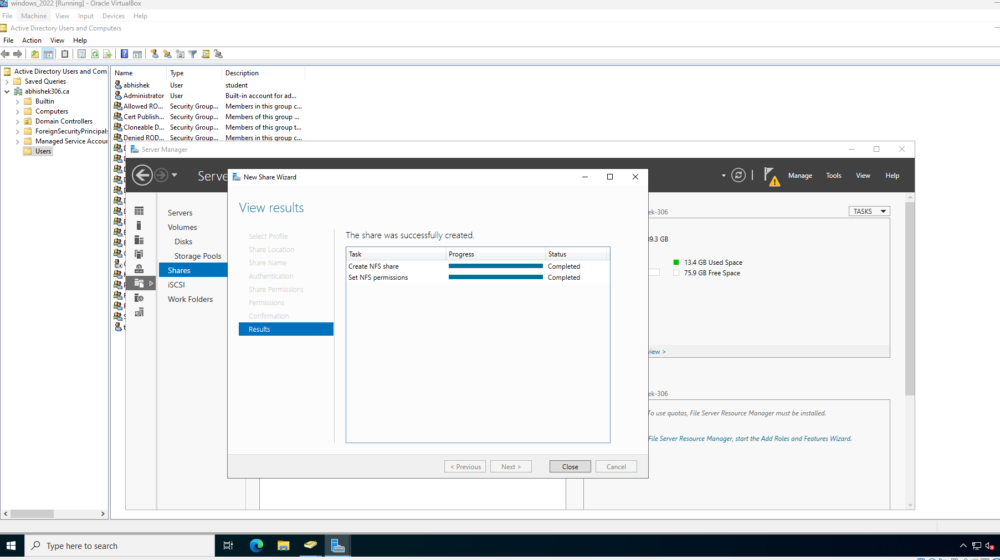 windows_2022 [Running] - Oracle VirtualBox
File Machine View Input Devices Help
Active Directory Users and Computers
File Action View Help
Active Directory Users and Com
Saved Queries
abhishek306.ca
Builtin
Computers
Domain Controllers
ForeignSecurityPrincipals
Managed Service Accour
Users
Name Type Description
abhishek User student
Administrator User Built-in account for ad...
Allowed RO... Security Group... Members in this group c...
Cert Publish... Security Group... Members of this group ...
Cloneable D... Security Group... Members of this group t...
Denied ROD... Security Group... Members in this group c...
Server Manager
Serve
Manage Tools View Help
Servers
Volumes
Disks
Storage Pools
Shares
iSCSI
Work Folders
New Share Wizard
View results
Select Profile
Share Location
Share Name
Authentication
Share Permissions
Permissions
Confirmation
Results
The share was successfully created.
Task Progress Status
Create NFS share Completed
Set NFS permissions Completed
< Previous Next > Close Cancel
ek-306
TASKS
39.3 GB
13.4 GB Used Space
75.9 GB Free Space
view >
ek-306
To use quotas, File Server Resource Manager must be installed.
File Server Resource Manager, start the Add Roles and Features Wizard.
Type here to search